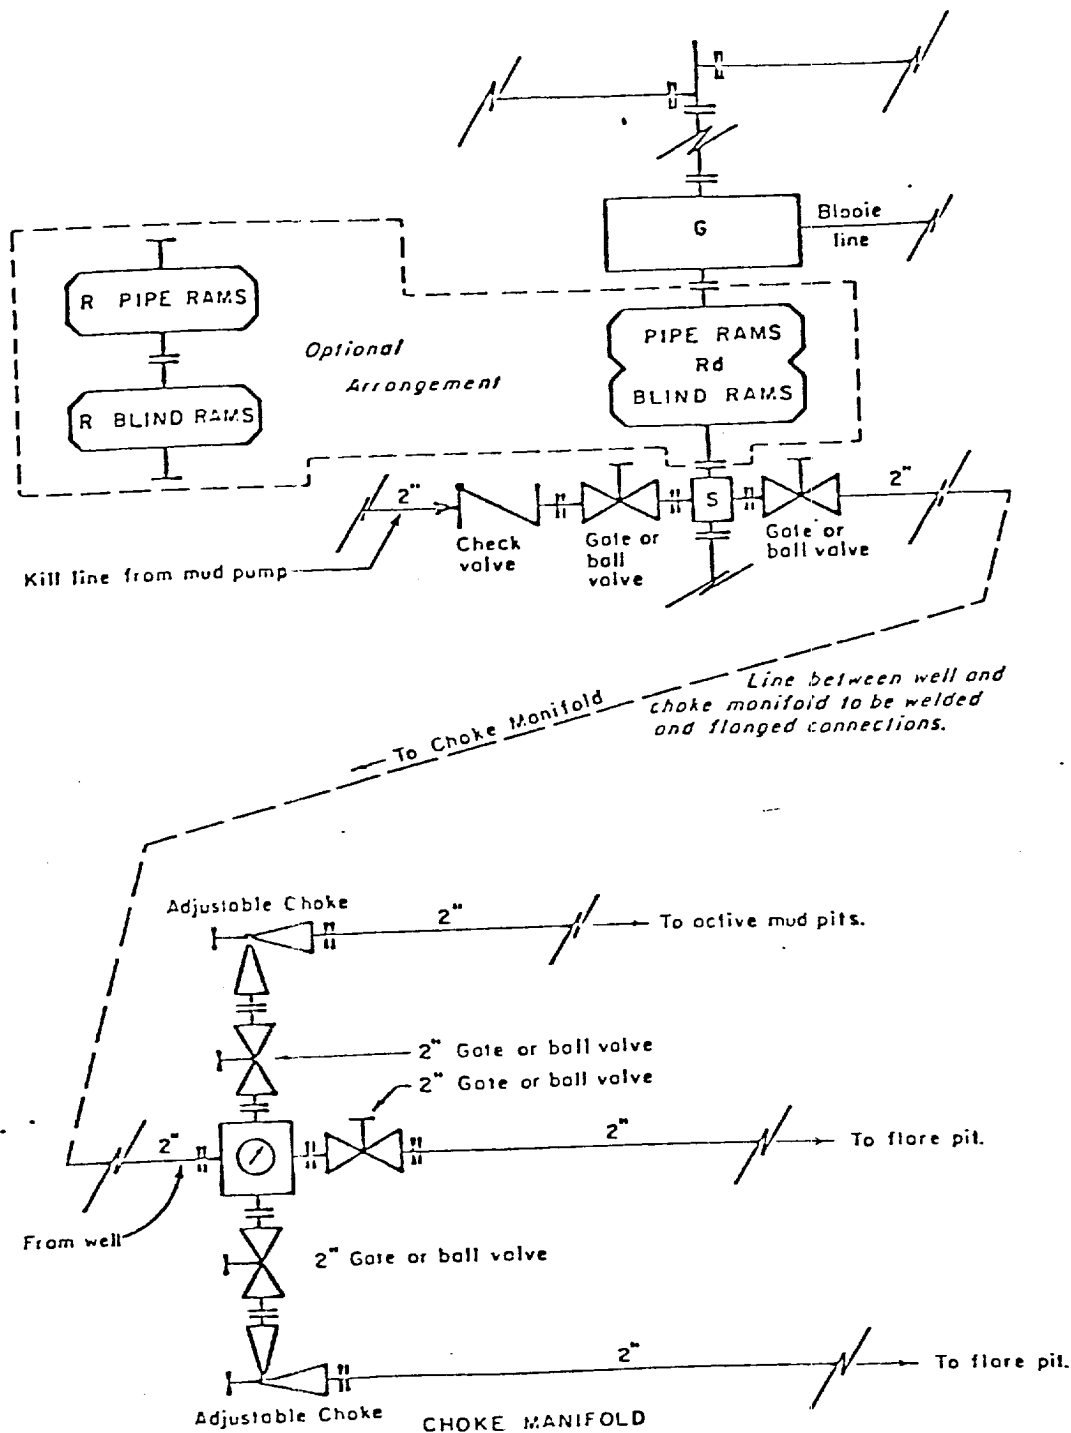 G
Blooie
line
R PIPE RAMS
Optional
Arrangement
R BLIND RAMS
PIPE RAMS
Rd
BLIND RAMS
2"
S
2"
Check
valve
Gate or
ball
valve
Gate or
ball valve
Kill line from mud pump
Line between well and
choke manifold to be welded
and flanged connections.
To Choke Manifold
Adjustable Choke
2"
To active mud pits.
2" Gate or ball valve
2" Gate or ball valve
2"
2"
To flare pit.
From well
2" Gate or ball valve
2"
To flare pit.
Adjustable Choke
CHOKE MANIFOLD